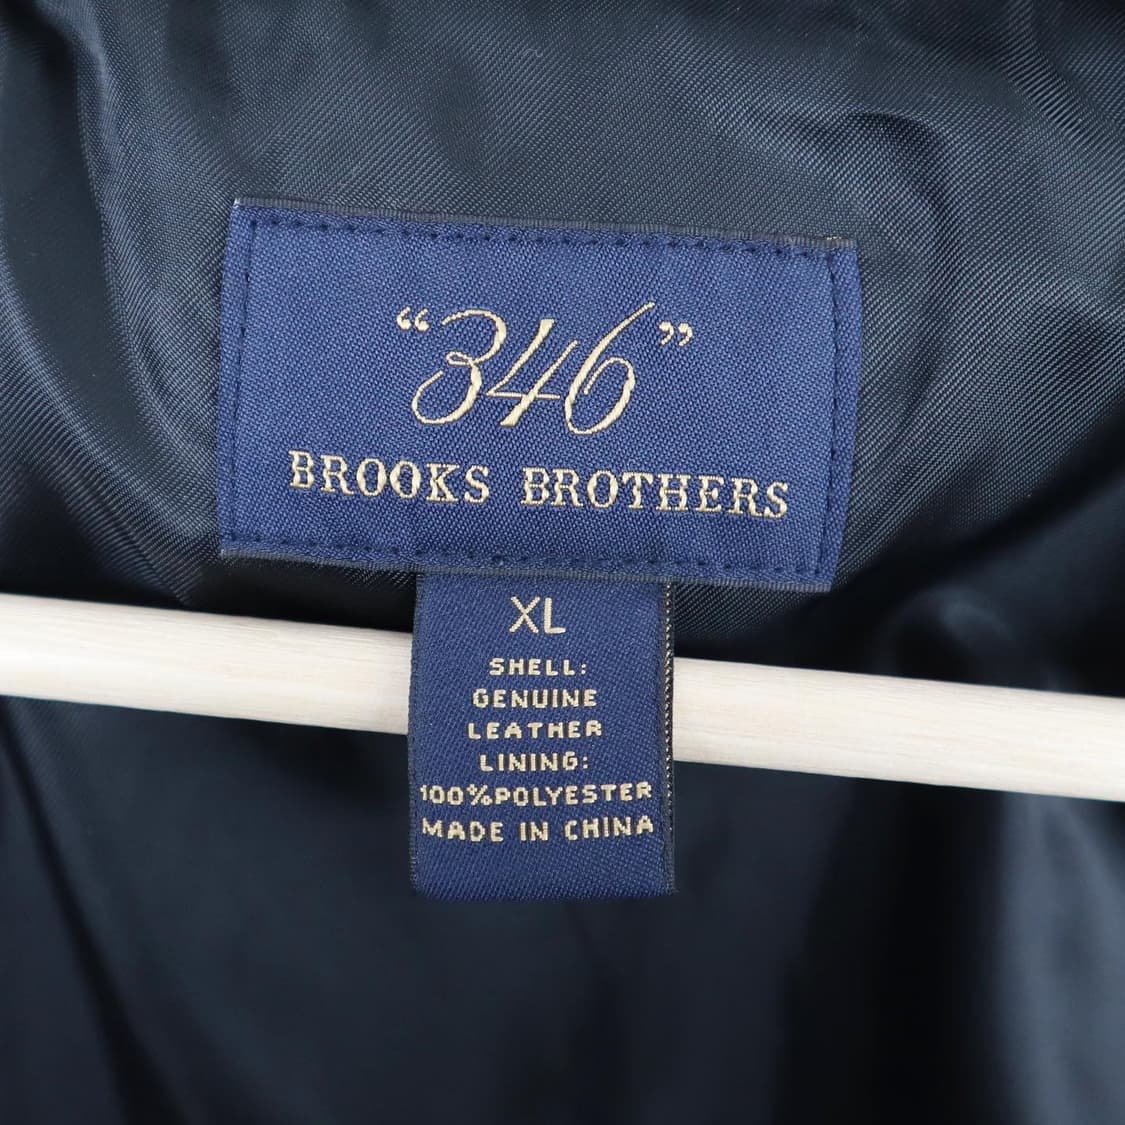 “346”
BROOKS BROTHERS
XL
SHELL:
GENUINE
LEATHER
LINING:
100%POLYESTER
MADE IN CHINA